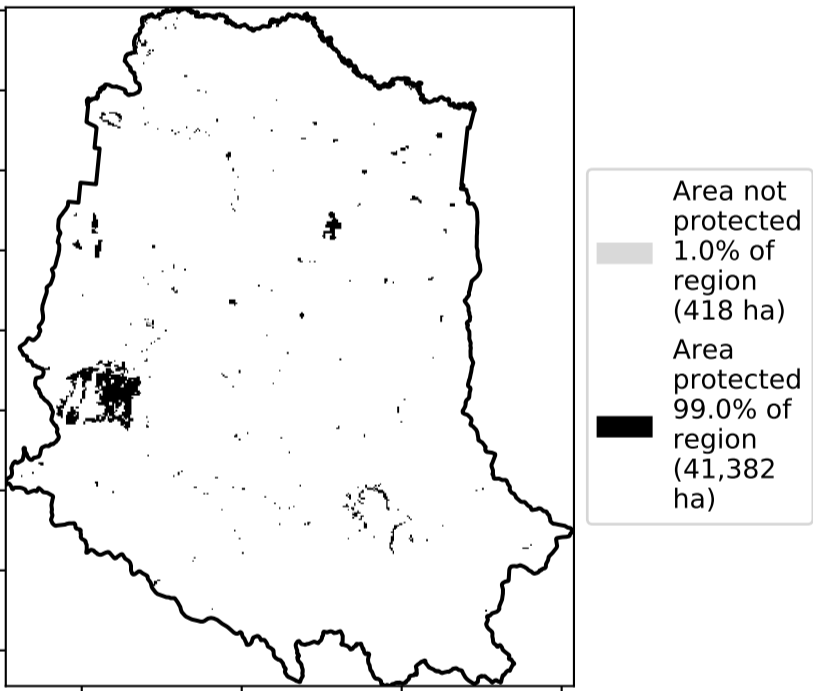 Area not
protected
1.0% of
region
(418 ha)
Area
protected
99.0% of
region
(41,382
ha)